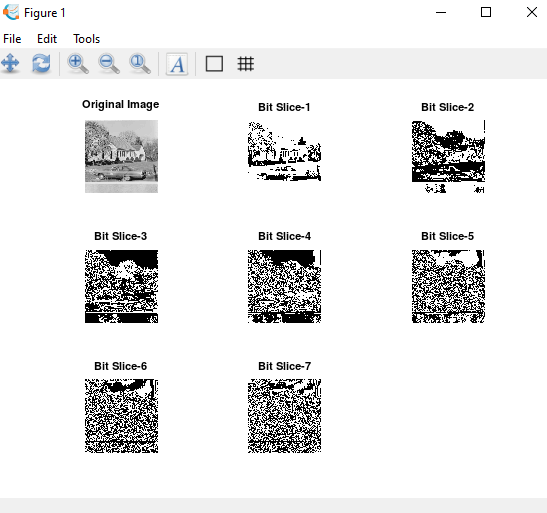 Figure 1
File Edit Tools
A
Original Image Bit Slice-1 Bit Slice-2
Bit Slice-3 Bit Slice-4 Bit Slice-5
Bit Slice-6 Bit Slice-7